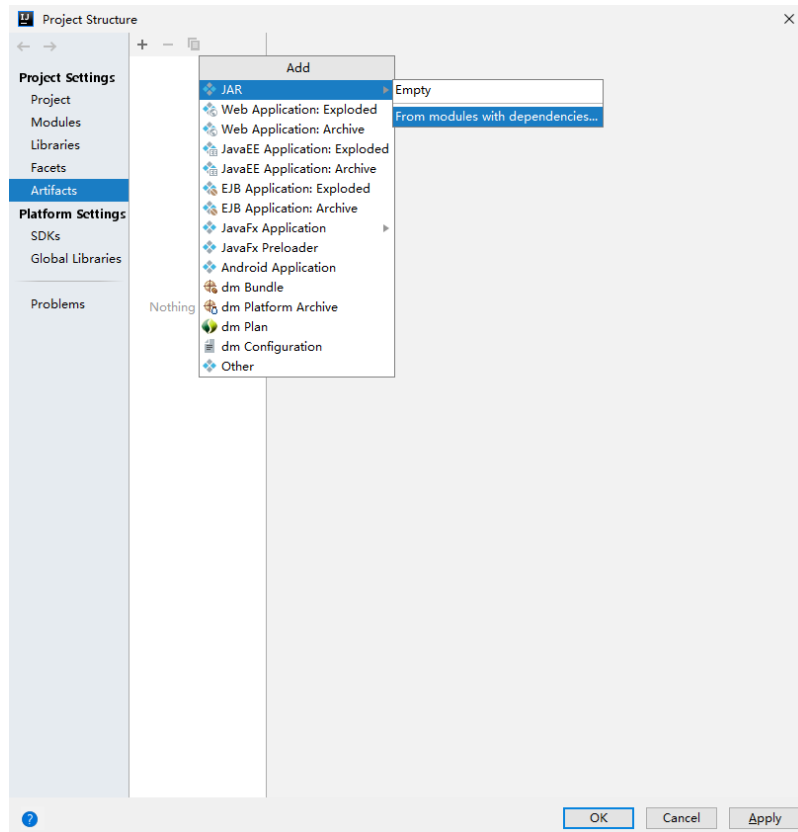 Project Structure
Project Settings
Project
Modules
Libraries
Facets
Artifacts
Platform Settings
SDKs
Global Libraries
Problems
Nothing
Add
JAR
Web Application: Exploded
Web Application: Archive
JavaEE Application: Exploded
JavaEE Application: Archive
EJB Application: Exploded
EJB Application: Archive
JavaFx Application
JavaFx Preloader
Android Application
dm Bundle
dm Platform Archive
dm Plan
dm Configuration
Other
Empty
From modules with dependencies...
OK
Cancel
Apply